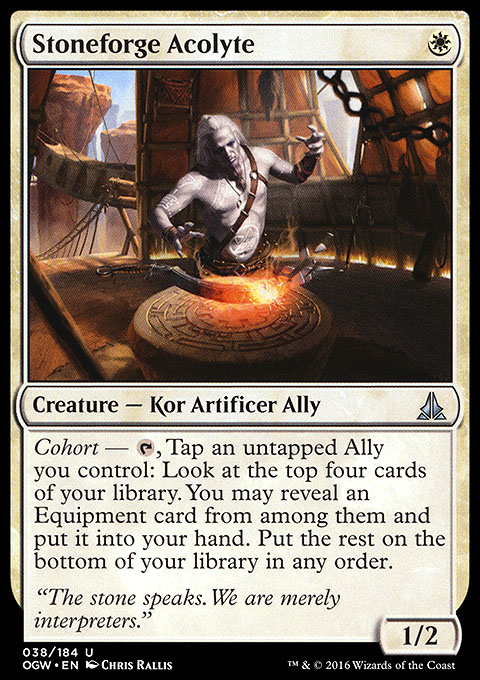 Stoneforge Acolyte
Creature — Kor Artificer Ally
Cohort — , Tap an untapped Ally
you control: Look at the top four cards
of your library. You may reveal an
Equipment card from among them and
put it into your hand. Put the rest on the
bottom of your library in any order.
“The stone speaks. We are merely
interpreters.”
1/2
038/184 U
OGW • EN Chris Rallis
™ & © 2016 Wizards of the Coast